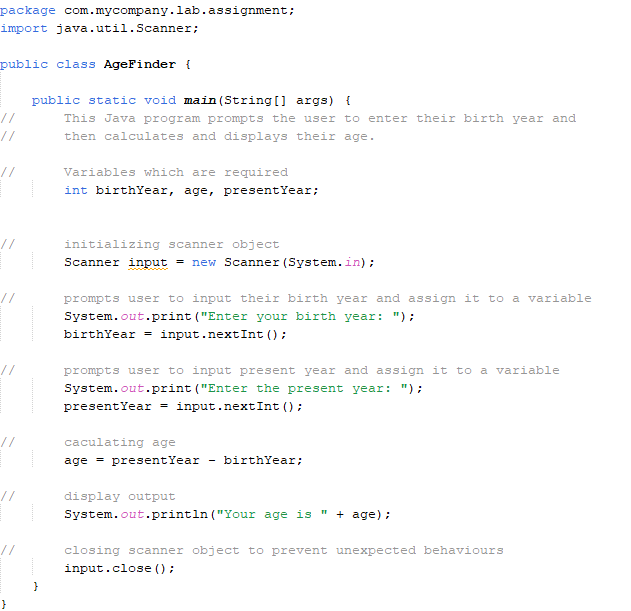 package com.mycompany.lab.assignment;
import java.util.Scanner;
public class AgeFinder {
public static void main(String[] args) {
// This Java program prompts the user to enter their birth year and
// then calculates and displays their age.
// Variables which are required
int birthYear, age, presentYear;
// initializing scanner object
Scanner input = new Scanner(System.in);
// prompts user to input their birth year and assign it to a variable
System.out.print("Enter your birth year: ");
birthYear = input.nextInt();
// prompts user to input present year and assign it to a variable
System.out.print("Enter the present year: ");
presentYear = input.nextInt();
// caculating age
age = presentYear - birthYear;
// display output
System.out.println("Your age is " + age);
// closing scanner object to prevent unexpected behaviours
input.close();
}
}